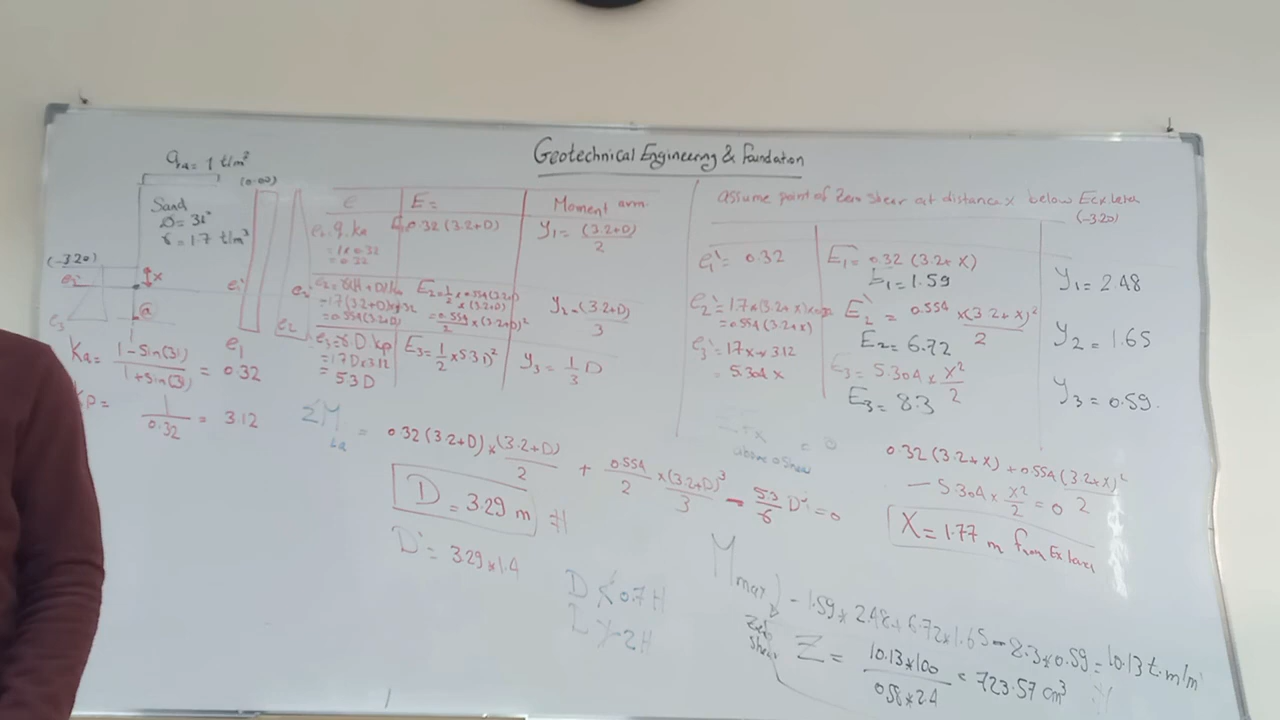 Geotechnical Engineering & Foundation
qsa = 1 t/m²
(0.00)
Sand
Ø = 31°
γ = 1.7 t/m³
(-3.20)
x
a
e3
e1
e2
Ka = (1 - Sin(31)) / (1 + Sin(31)) = 0.32
Kp = 1 / 0.32 = 3.12
e
E =
Moment arm
= 1 x 0.32
= 0.32
0.32 (3.2+D)
y1 = (3.2+D) / 2
= 1.7 (3.2+D) x 0.32
= 0.554 (3.2+D)
E2 = 1/2 x 0.554 (3.2+D) x (3.2+D)
= 0.554 / 2 x (3.2+D)²
y2 = (3.2+D) / 3
e3 = γ. D Kp
= 1.7 D x 3.12
= 5.3 D
E3 = 1/2 x 5.3 D²
y3 = 1/3 D
ΣM = 0.32 (3.2+D) x (3.2+D) / 2 + 0.554 / 2 x (3.2+D)³ / 3 - 5.3 / 6 D³ = 0
D = 3.29 m
D' = 3.29 x 1.4
assume point of Zero shear at distance x below
(-3.20)
e1' = 0.32
E1 = 0.32 (3.2+x)
E1 = 1.59
y1 = 2.48
e2' = 1.7 x (3.2+x) x 0.32
= 0.554 (3.2+x)
E2' = 0.554 x (3.2+x)² / 2
E2 = 6.72
y2 = 1.65
e3' = 1.7 x x 3.12
= 5.304 x
E3 = 5.304 x x² / 2
E3 = 8.3
y3 = 0.59
ΣFx = 0
above 0 shear
0.32 (3.2+x) + 0.554 (3.2+x)² / 2
- 5.304 x x² / 2 = 0
X = 1.77 m from
Mmax) = 1.59 x 2.48 + 6.72 x 1.65 - 8.3 x 0.59 = 10.13 t.m/m'
Zero
Shear
Z = 10.13 x 100 / 0.58 x 2.4 = 723.57 cm³